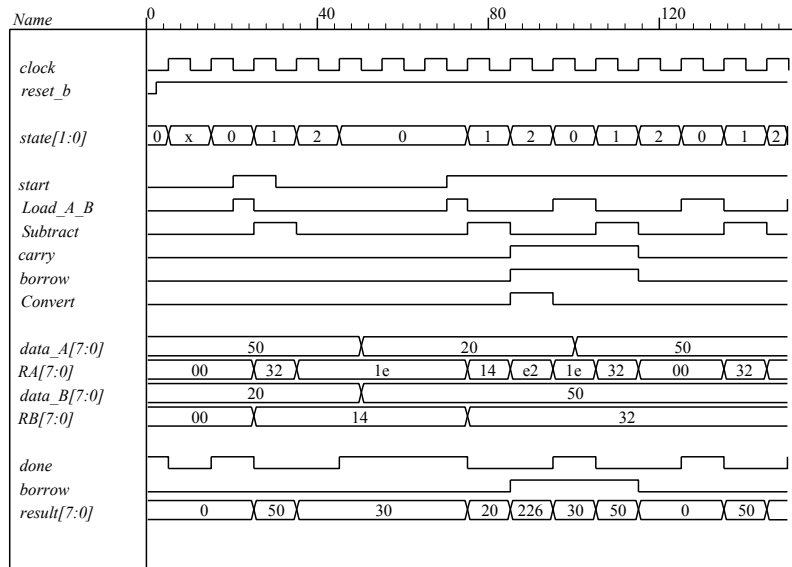 Name 0 40 80 120
clock
reset_b
state[1:0] 0 x 0 1 2 0 1 2 0 1 2 0 1 2
start
Load_A_B
Subtract
carry
borrow
Convert
data_A[7:0] 50 20 50
RA[7:0] 00 32 1e 14 e2 1e 32 00 32
data_B[7:0] 20 50
RB[7:0] 00 14 32
done
borrow
result[7:0] 0 50 30 20 226 30 50 0 50